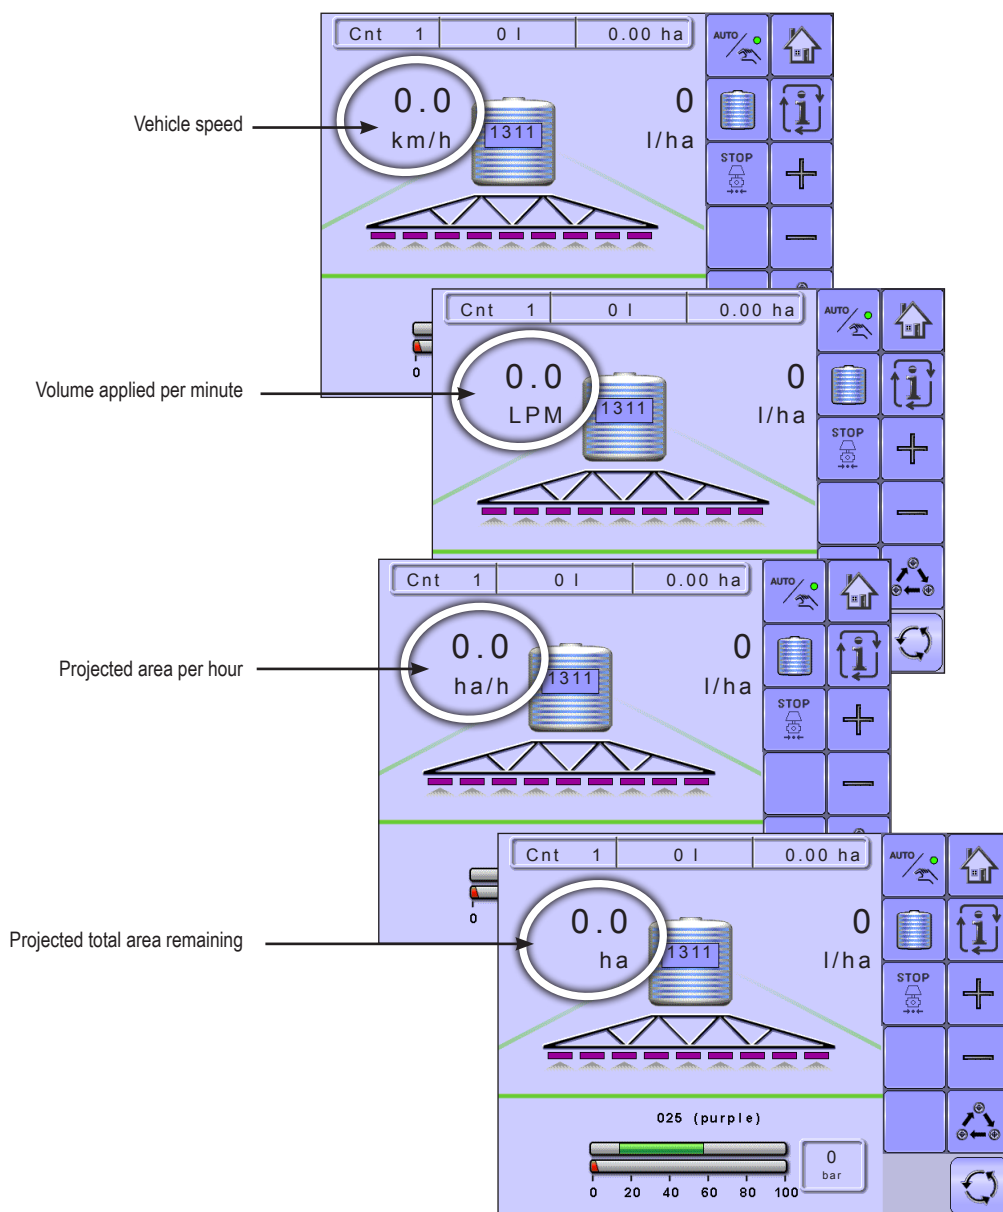 Cnt 1 0 l 0.00 ha
AUTO
0.0 0
Vehicle speed
km/h 1311 l/ha
STOP
0
Cnt 1 0 l 0.00 ha
AUTO
0.0 0
Volume applied per minute
LPM 1311 l/ha
STOP
Cnt 1 0 l 0.00 ha
AUTO
0.0 0
Projected area per hour
ha/h 1311 l/ha
STOP
0
Cnt 1 0 l 0.00 ha
AUTO
0.0 0
Projected total area remaining
ha 1311 l/ha
STOP
025 (purple)
0
bar
0 20 40 60 80 100